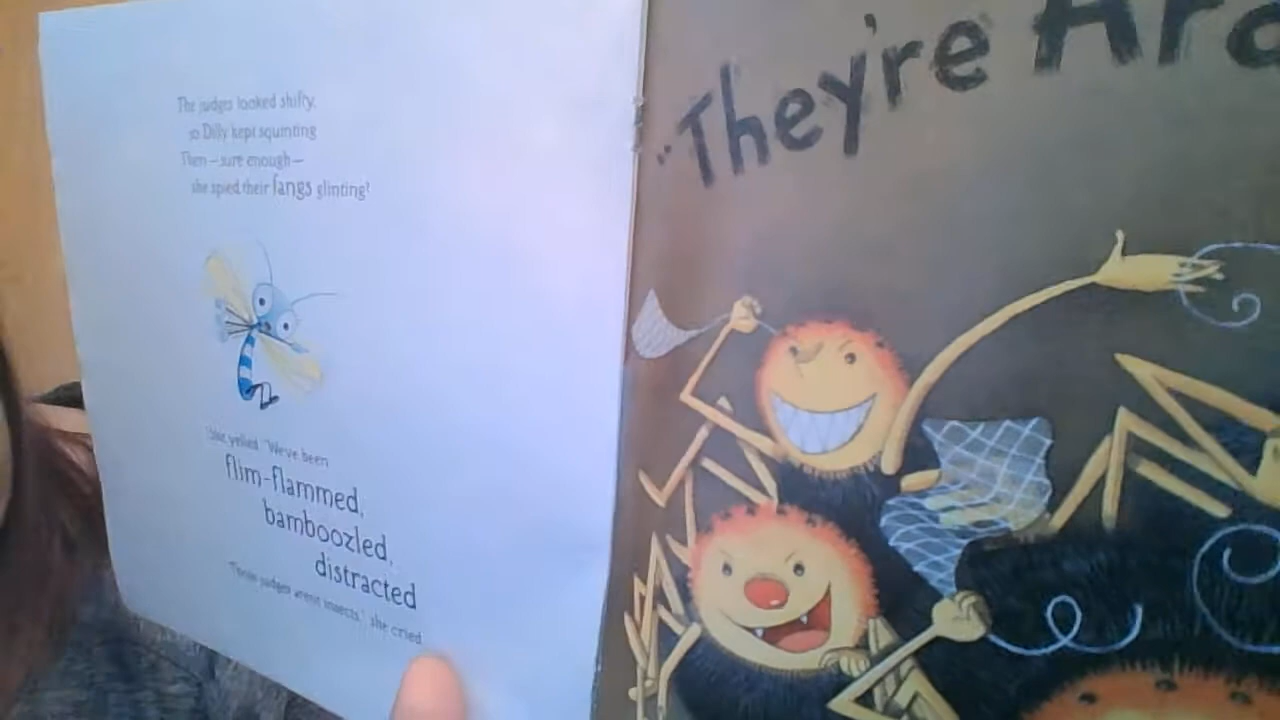 The judges looked shifty,
so Dilly kept squinting
Then – sure enough –
she spied their fangs glinting!
She yelled "We've been
flim-flammed,
bamboozled,
distracted
Those judges aren't insects," she cried
"They're Ara